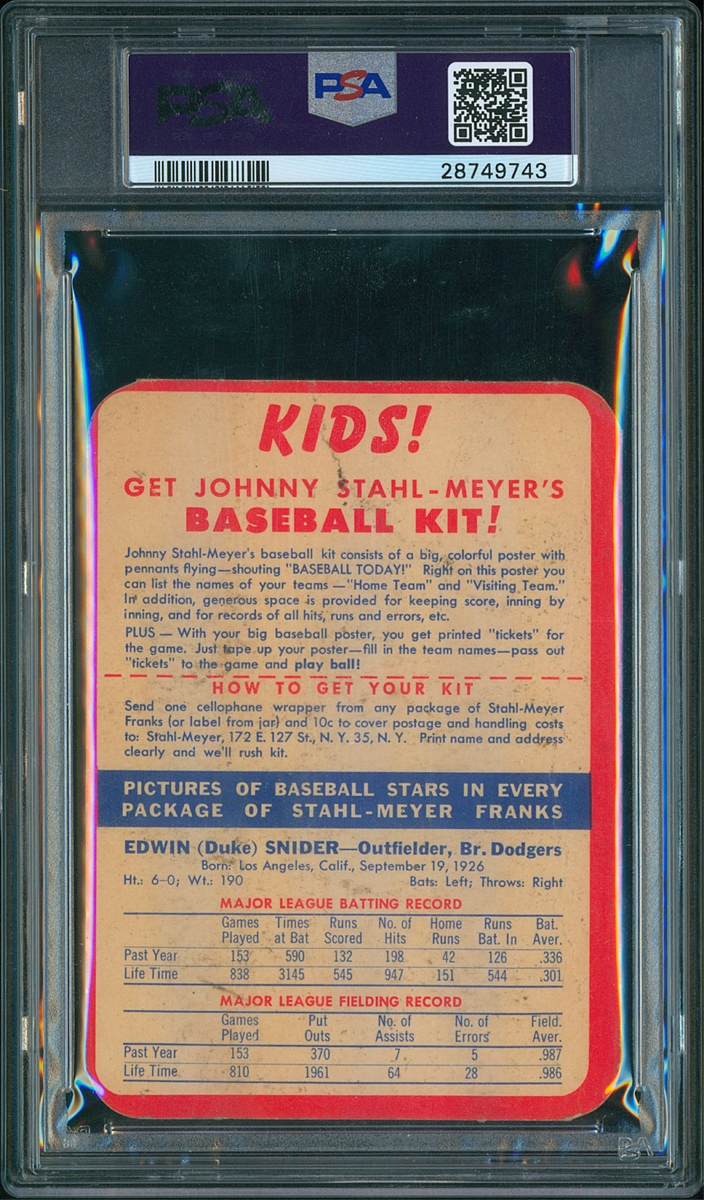 PSA
PSA
28749743
KIDS!
GET JOHNNY STAHL-MEYER'S
BASEBALL KIT!
Johnny Stahl-Meyer's baseball kit consists of a big, colorful poster with
pennants flying—shouting "BASEBALL TODAY!" Right on this poster you
can list the names of your teams —"Home Team" and "Visiting Team."
In addition, generous space is provided for keeping score, inning by
inning, and for records of all hits, runs and errors, etc.
PLUS — With your big baseball poster, you get printed "tickets" for
the game. Just tape up your poster—fill in the team names—pass out
"tickets" to the game and play ball!
HOW TO GET YOUR KIT
Send one cellophane wrapper from any package of Stahl-Meyer
Franks (or label from jar) and 10c to cover postage and handling costs
to: Stahl-Meyer, 172 E. 127 St., N. Y. 35, N. Y. Print name and address
clearly and we'll rush kit.
PICTURES OF BASEBALL STARS IN EVERY
PACKAGE OF STAHL-MEYER FRANKS
EDWIN (Duke) SNIDER—Outfielder, Br. Dodgers
Born: Los Angeles, Calif., September 19, 1926
Ht.: 6-0; Wt.: 190 Bats: Left; Throws: Right
MAJOR LEAGUE BATTING RECORD
Games Times Runs No. of Home Runs Bat.
Played at Bat Scored Hits Runs Bat. In Aver.
Past Year 153 590 132 198 42 126 .336
Life Time 838 3145 545 947 151 544 .301
MAJOR LEAGUE FIELDING RECORD
Games Put No. of No. of Field.
Played Outs Assists Errors Aver.
Past Year 153 370 7 5 .987
Life Time 810 1961 64 28 .986